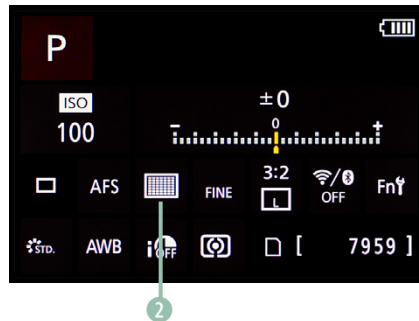 P
ISO
100
±0
- 0 +
AFS
FINE
3:2
L
OFF
Fn
STD.
AWB
i OFF
[ 7959 ]
2